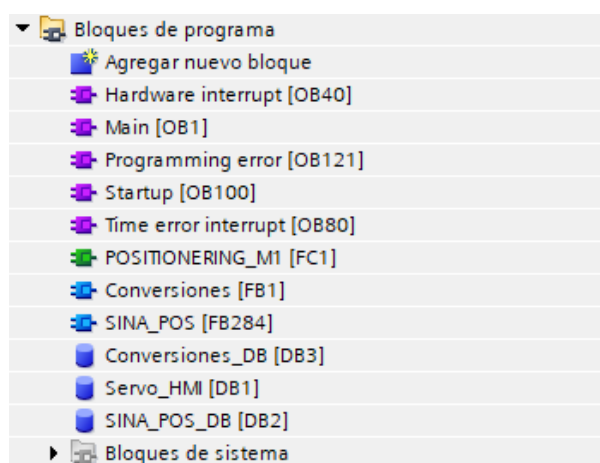 Bloques de programa
Agregar nuevo bloque
Hardware interrupt [OB40]
Main [OB1]
Programming error [OB121]
Startup [OB100]
Time error interrupt [OB80]
POSITIONERING_M1 [FC1]
Conversiones [FB1]
SINA_POS [FB284]
Conversiones_DB [DB3]
Servo_HMI [DB1]
SINA_POS_DB [DB2]
Bloques de sistema